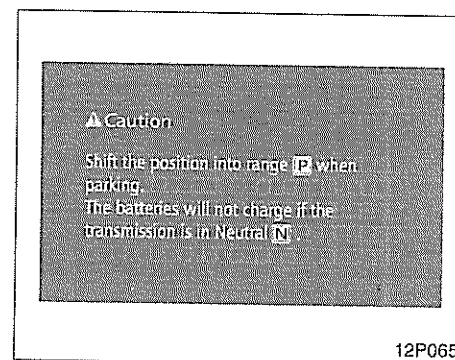 ⚠Caution
Shift the position into range P when
parking.
The batteries will not charge if the
transmission is in Neutral N .
12P065